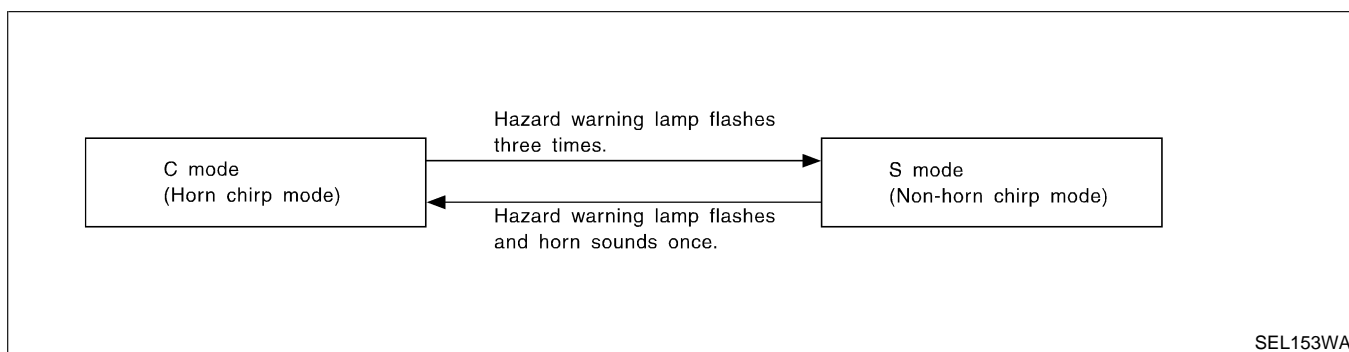 Hazard warning lamp flashes
three times.
C mode
(Horn chirp mode)
S mode
(Non-horn chirp mode)
Hazard warning lamp flashes
and horn sounds once.
SEL153WA